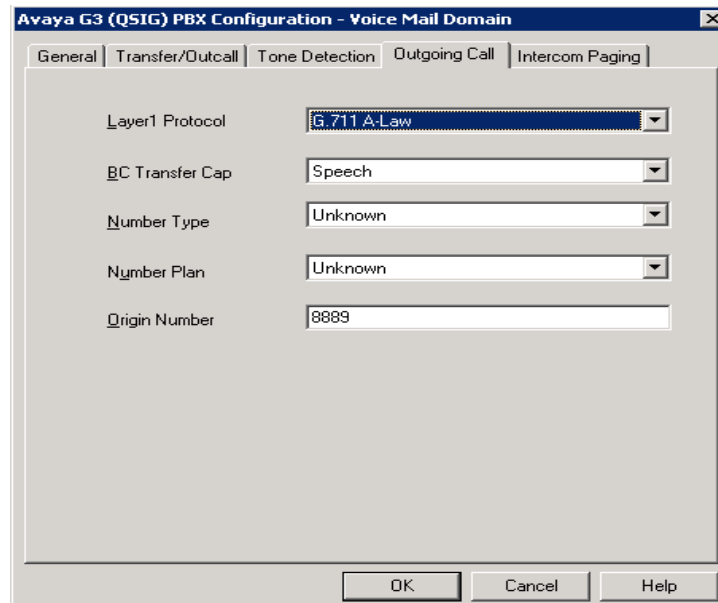 Avaya G3 (QSIG) PBX Configuration - Voice Mail Domain
General Transfer/Outcall Tone Detection Outgoing Call Intercom Paging
Layer1 Protocol G.711 A-Law
BC Transfer Cap Speech
Number Type Unknown
Number Plan Unknown
Origin Number 8889
OK Cancel Help